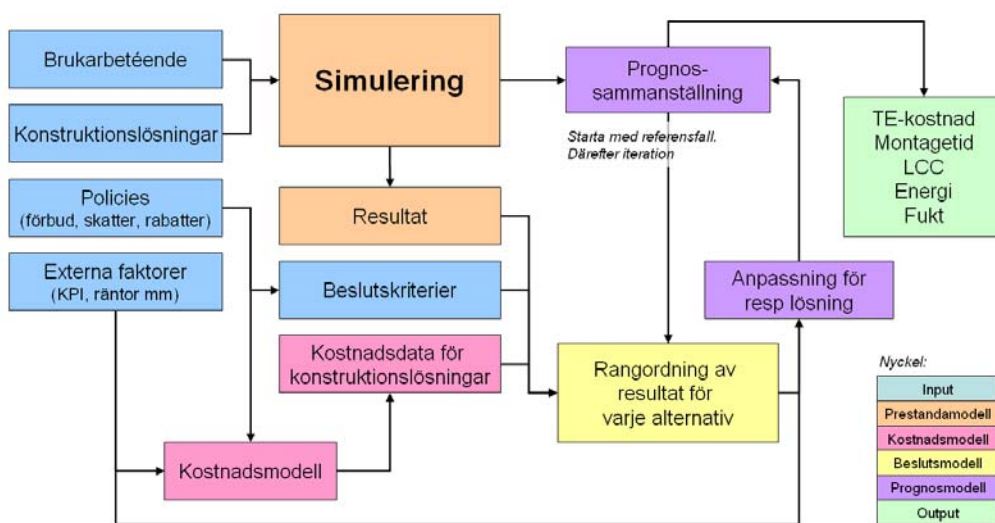 Brukarbetéende
Konstruktionslösningar
Policies
(förbud, skatter, rabatter)
Externa faktorer
(KPI, räntor mm)
Simulering
Resultat
Beslutskriterier
Kostnadsdata för
konstruktionslösningar
Kostnadsmodell
Prognos-
sammanställning
Starta med referensfall.
Därefter iteration
Rangordning av
resultat för
varje alternativ
Anpassning för
resp lösning
TE-kostnad
Montagetid
LCC
Energi
Fukt
Nyckel:
Input
Prestandamodell
Kostnadsmodell
Beslutsmodell
Prognosmodell
Output